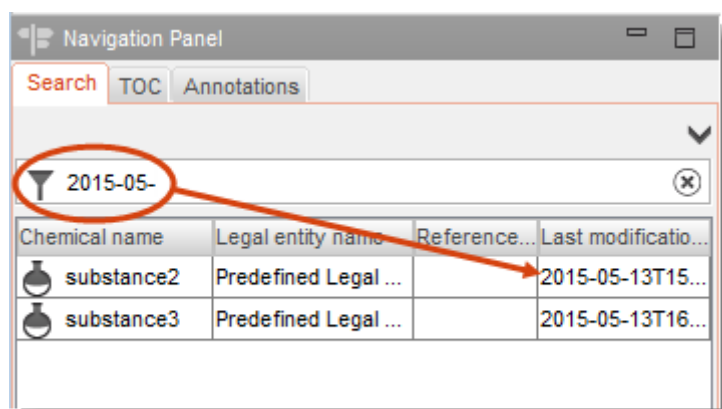 Navigation Panel
Search TOC Annotations
2015-05-
Chemical name Legal entity name Reference... Last modificatio...
substance2 Predefined Legal ... 2015-05-13T15...
substance3 Predefined Legal ... 2015-05-13T16...